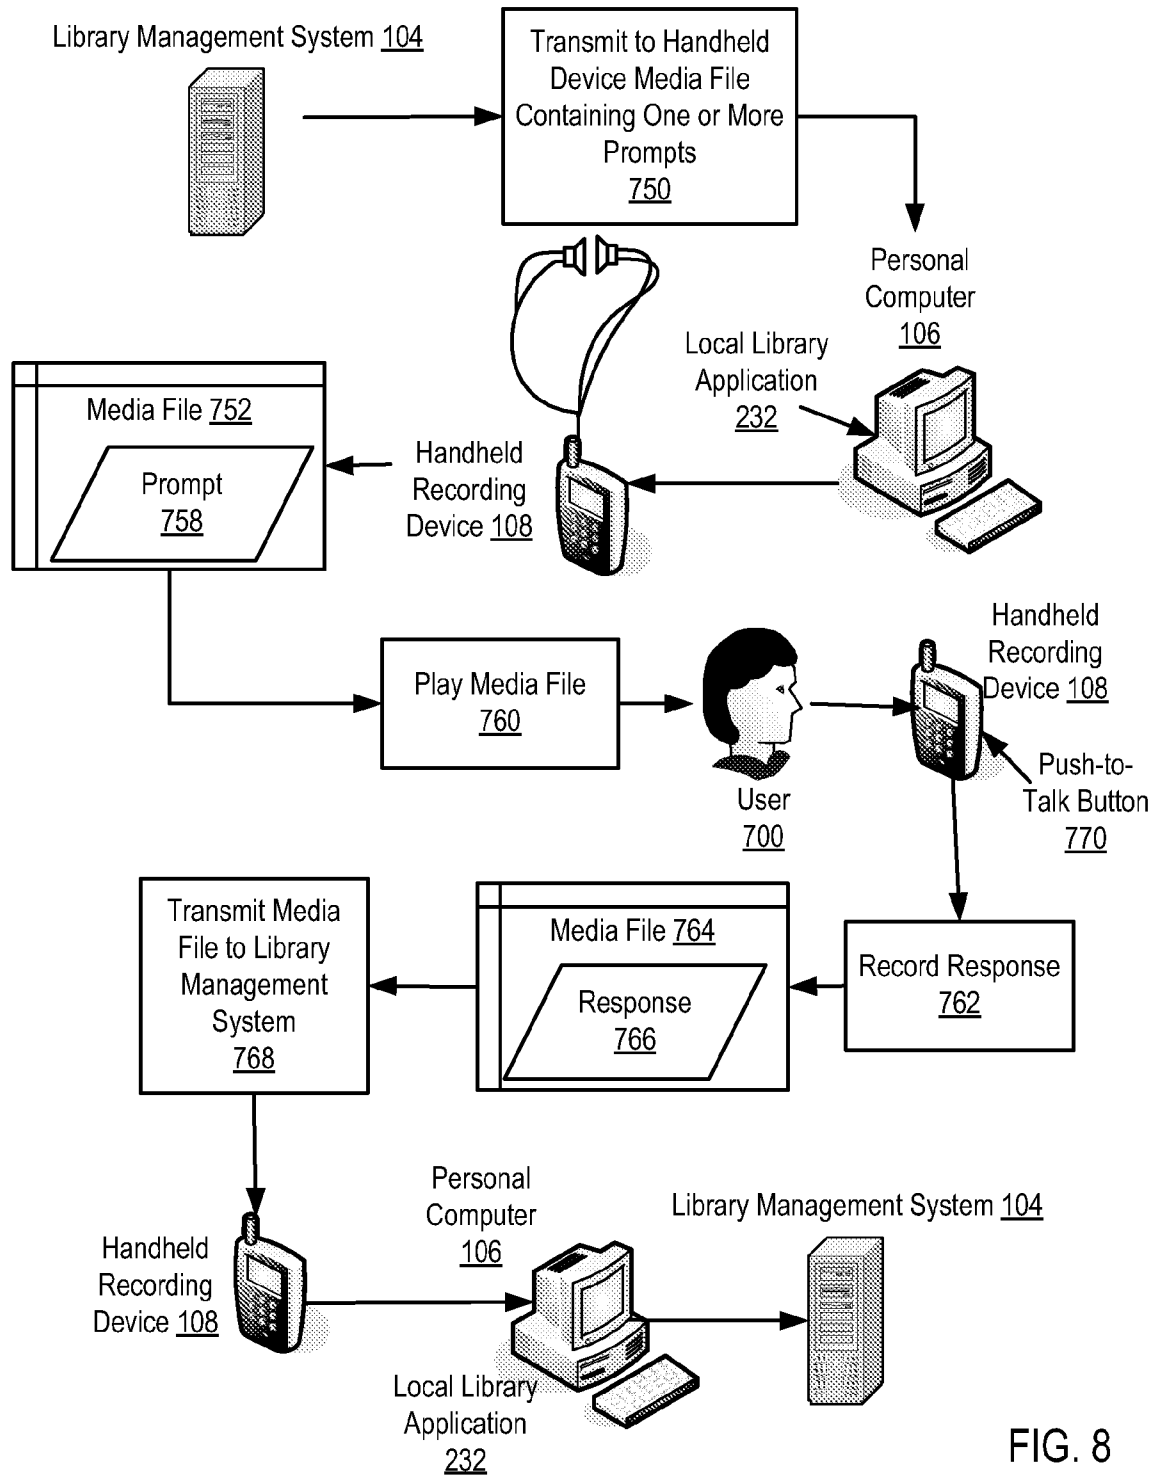 Library Management System 104
Transmit to Handheld
Device Media File
Containing One or More
Prompts
750
Personal
Computer
106
Local Library
Application
232
Media File 752
Prompt
758
Handheld
Recording
Device 108
Play Media File
760
User
700
Handheld
Recording
Device 108
Push-to-
Talk Button
770
Transmit Media
File to Library
Management
System
768
Media File 764
Response
766
Record Response
762
Handheld
Recording
Device 108
Personal
Computer
106
Local Library
Application
232
Library Management System 104
FIG. 8